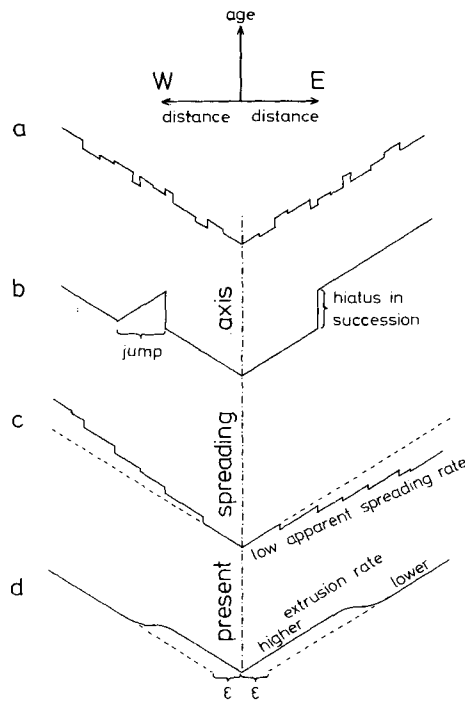 age
W
E
distance
distance
a
b
axis
jump
hiatus in
succession
c
spreading
low apparent spreading rate
d
present
extrusion rate
higher
lower
ε
ε